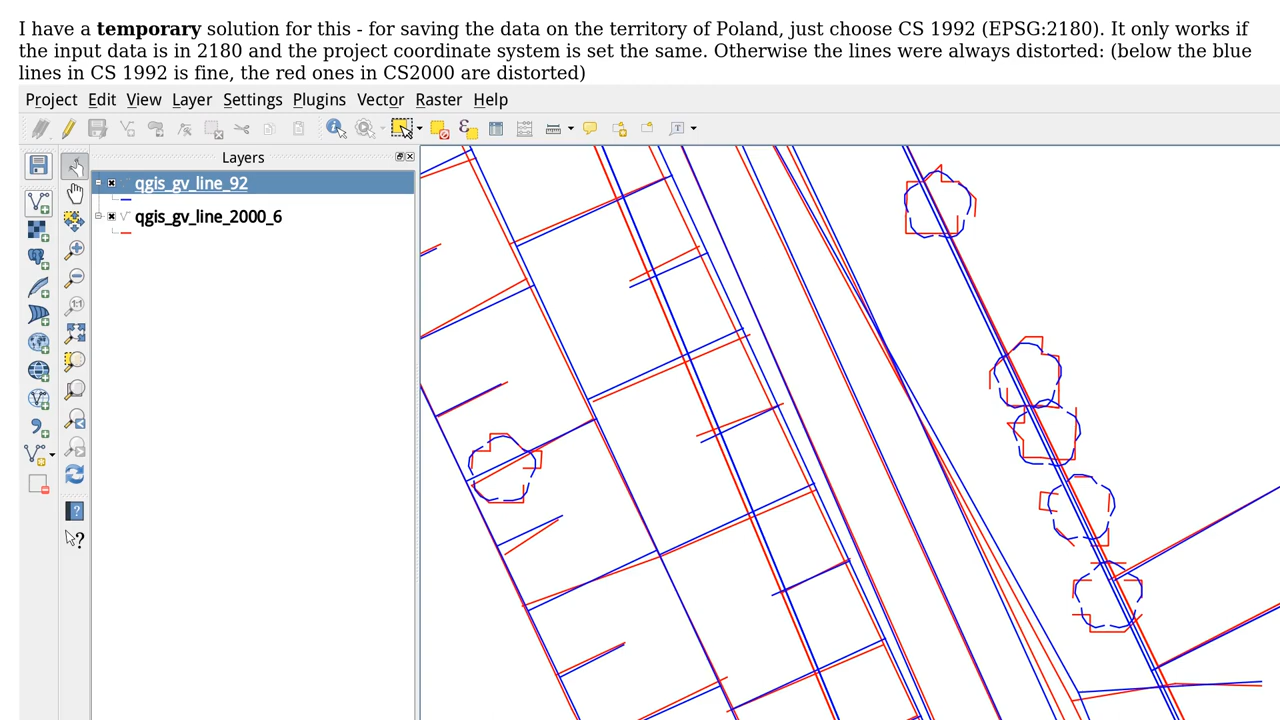 I have a temporary solution for this - for saving the data on the territory of Poland, just choose CS 1992 (EPSG:2180). It only works if
the input data is in 2180 and the project coordinate system is set the same. Otherwise the lines were always distorted: (below the blue
lines in CS 1992 is fine, the red ones in CS2000 are distorted)
Project Edit View Layer Settings Plugins Vector Raster Help
Layers
qgis_gv_line_92
qgis_gv_line_2000_6